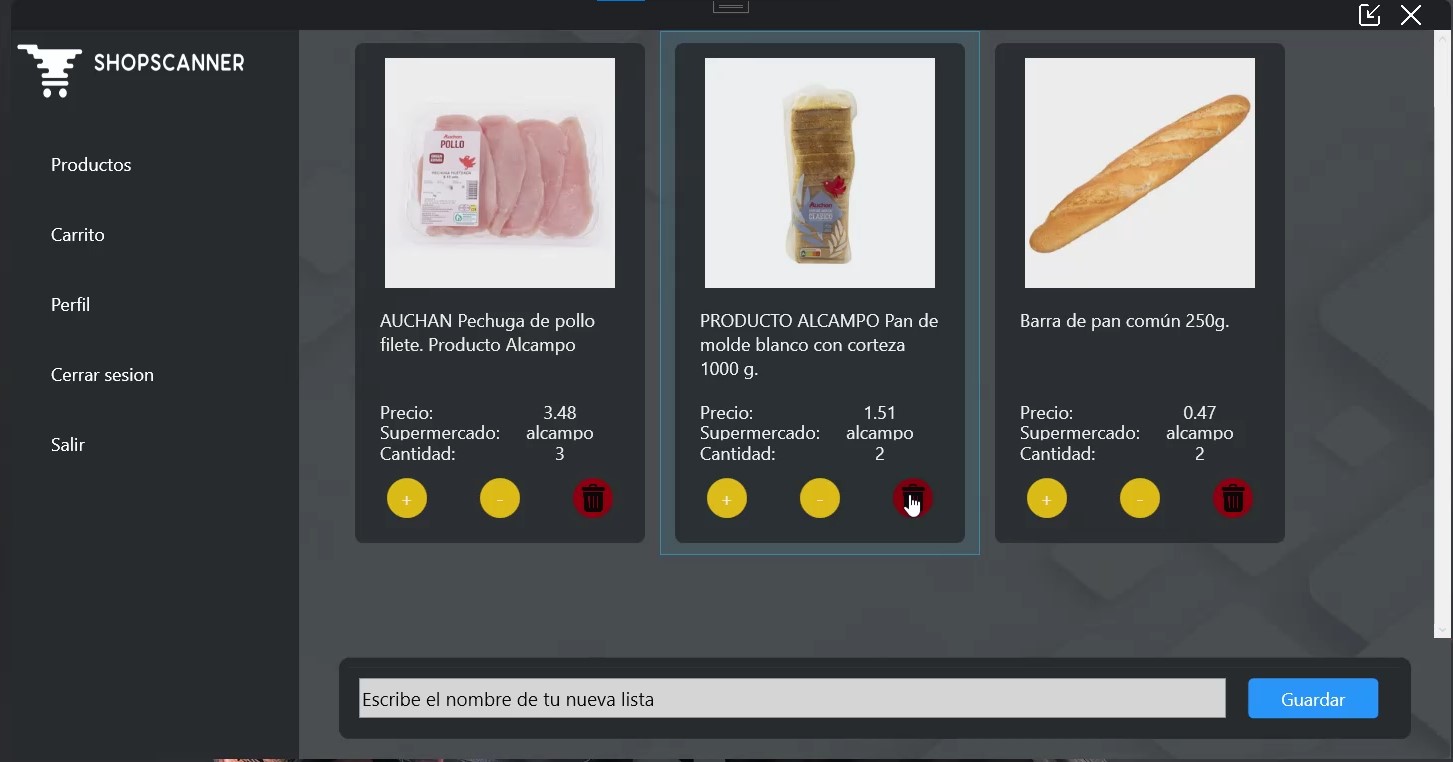 SHOPSCANNER
Productos
Carrito
Perfil
Cerrar sesion
Salir
Auchan
POLLO
AUCHAN Pechuga de pollo
filete. Producto Alcampo
Precio: 3.48
Supermercado: alcampo
Cantidad: 3
+ -
Auchan
CLASICO
PRODUCTO ALCAMPO Pan de
molde blanco con corteza
1000 g.
Precio: 1.51
Supermercado: alcampo
Cantidad: 2
+ -
Barra de pan común 250g.
Precio: 0.47
Supermercado: alcampo
Cantidad: 2
+ -
Escribe el nombre de tu nueva lista
Guardar